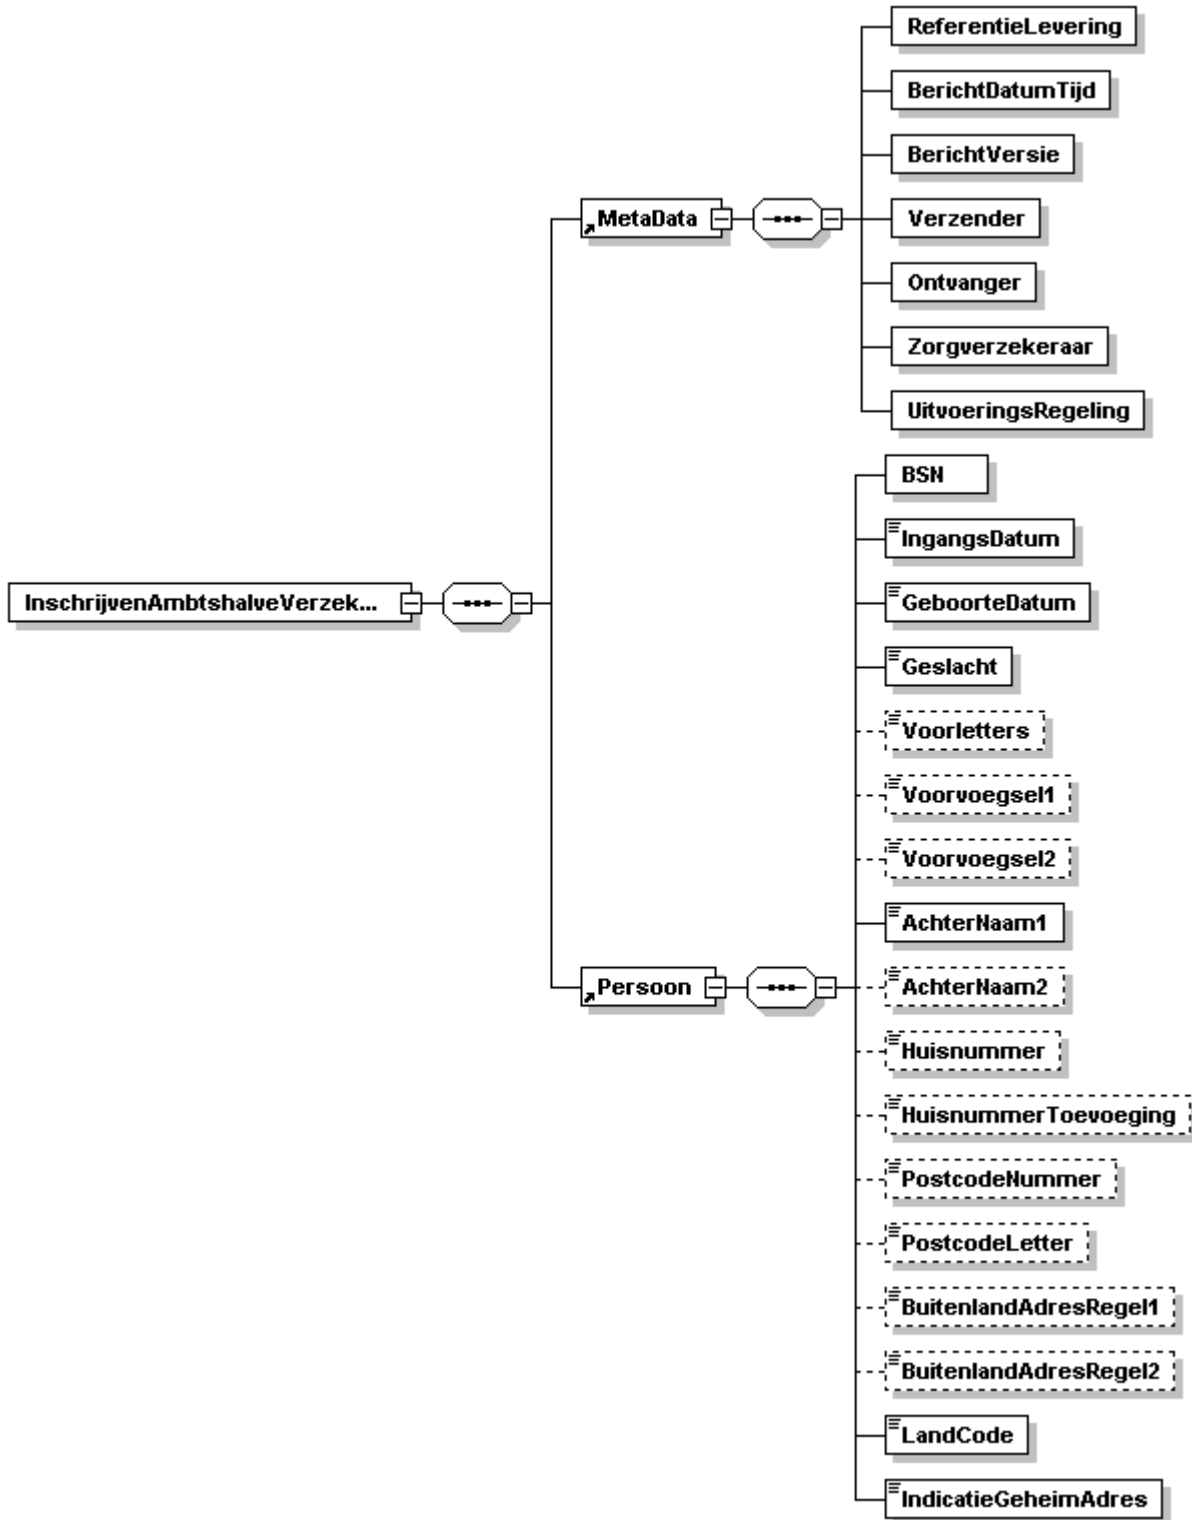 ReferentieLevering
BerichtDatumTijd
BerichtVersie
MetaData
Verzender
Ontvanger
Zorgverzekeraar
UitvoeringsRegeling
BSN
IngangsDatum
InschrijvenAmbtshalveVerzek...
GeboorteDatum
Geslacht
Voorletters
Voorvoegsel1
Voorvoegsel2
AchterNaam1
Persoon
AchterNaam2
Huisnummer
HuisnummerToevoeging
PostcodeNummer
PostcodeLetter
BuitenlandAdresRegel1
BuitenlandAdresRegel2
LandCode
IndicatieGeheimAdres